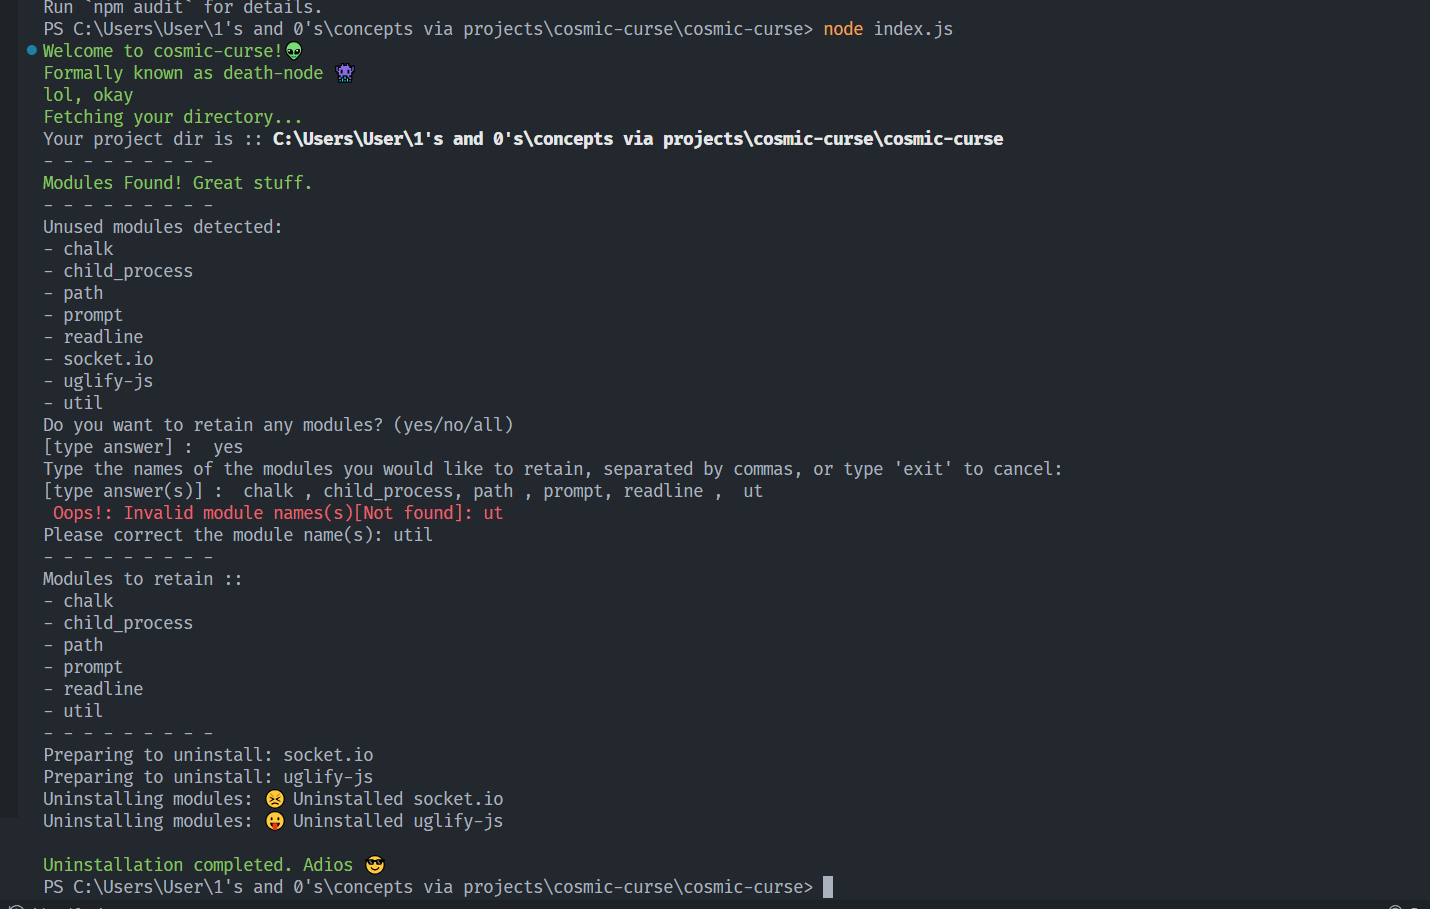 Run `npm audit` for details.
PS C:\Users\User\1's and 0's\concepts via projects\cosmic-curse\cosmic-curse> node index.js
Welcome to cosmic-curse!👽
Formally known as death-node 👾
lol, okay
Fetching your directory...
Your project dir is :: C:\Users\User\1's and 0's\concepts via projects\cosmic-curse\cosmic-curse
- - - - - - - - -
Modules Found! Great stuff.
- - - - - - - - -
Unused modules detected:
- chalk
- child_process
- path
- prompt
- readline
- socket.io
- uglify-js
- util
Do you want to retain any modules? (yes/no/all)
[type answer] :  yes
Type the names of the modules you would like to retain, separated by commas, or type 'exit' to cancel:
[type answer(s)] :  chalk , child_process, path , prompt, readline ,  ut
Oops!: Invalid module names(s)[Not found]: ut
Please correct the module name(s): util
- - - - - - - - -
Modules to retain ::
- chalk
- child_process
- path
- prompt
- readline
- util
- - - - - - - - -
Preparing to uninstall: socket.io
Preparing to uninstall: uglify-js
Uninstalling modules: 😣 Uninstalled socket.io
Uninstalling modules: 😛 Uninstalled uglify-js
Uninstallation completed. Adios 😎
PS C:\Users\User\1's and 0's\concepts via projects\cosmic-curse\cosmic-curse>